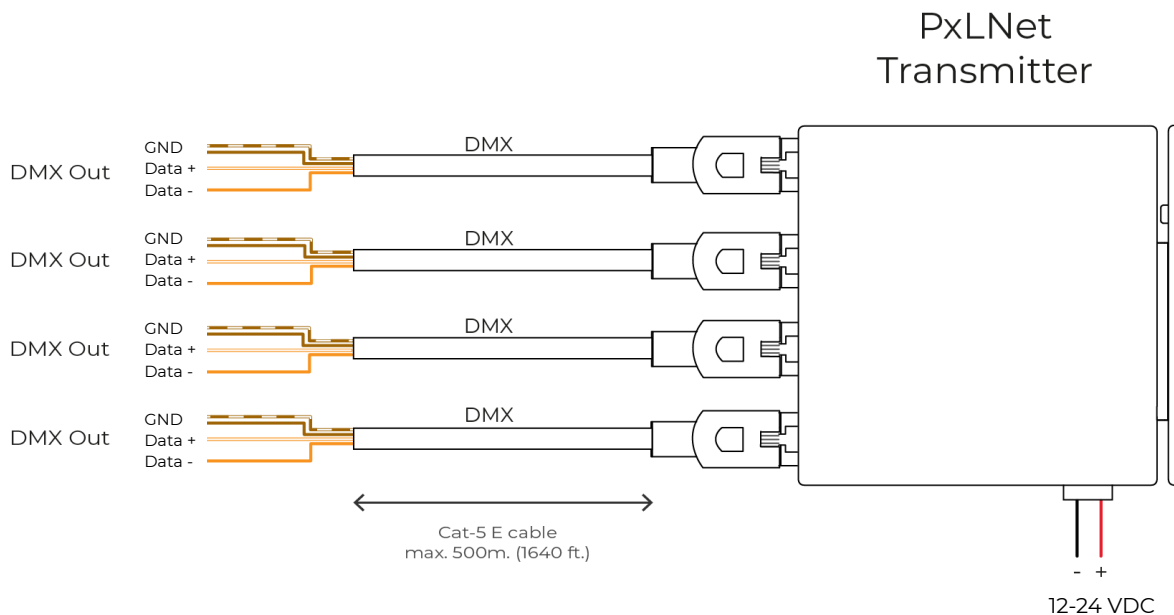 PxLNet
Transmitter
DMX
GND
DMX Out
Data +
Data -
DMX
GND
DMX Out
Data +
Data -
DMX
GND
DMX Out
Data +
Data -
DMX
GND
DMX Out
Data +
Data -
Cat-5 E cable
max. 500m. (1640 ft.)
- +
12-24 VDC